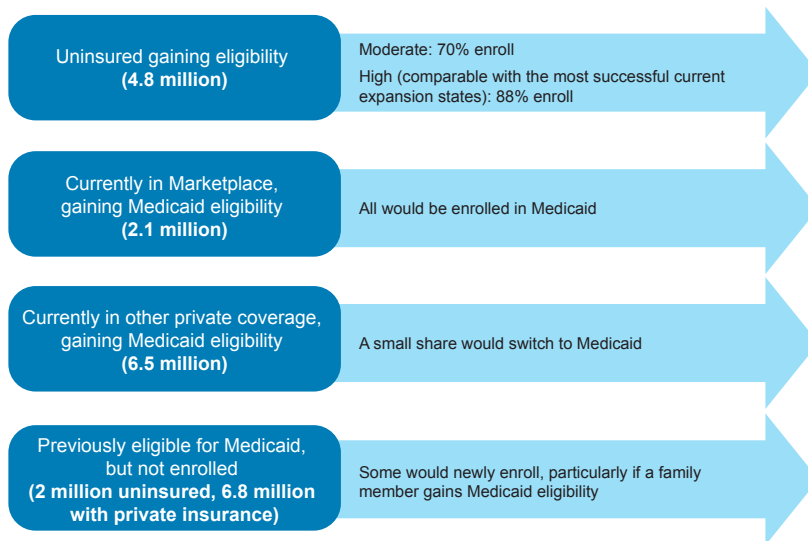 Uninsured gaining eligibility
(4.8 million)
Moderate: 70% enroll
High (comparable with the most successful current
expansion states): 88% enroll
Currently in Marketplace,
gaining Medicaid eligibility
(2.1 million)
All would be enrolled in Medicaid
Currently in other private coverage,
gaining Medicaid eligibility
(6.5 million)
A small share would switch to Medicaid
Previously eligible for Medicaid,
but not enrolled
(2 million uninsured, 6.8 million
with private insurance)
Some would newly enroll, particularly if a family
member gains Medicaid eligibility